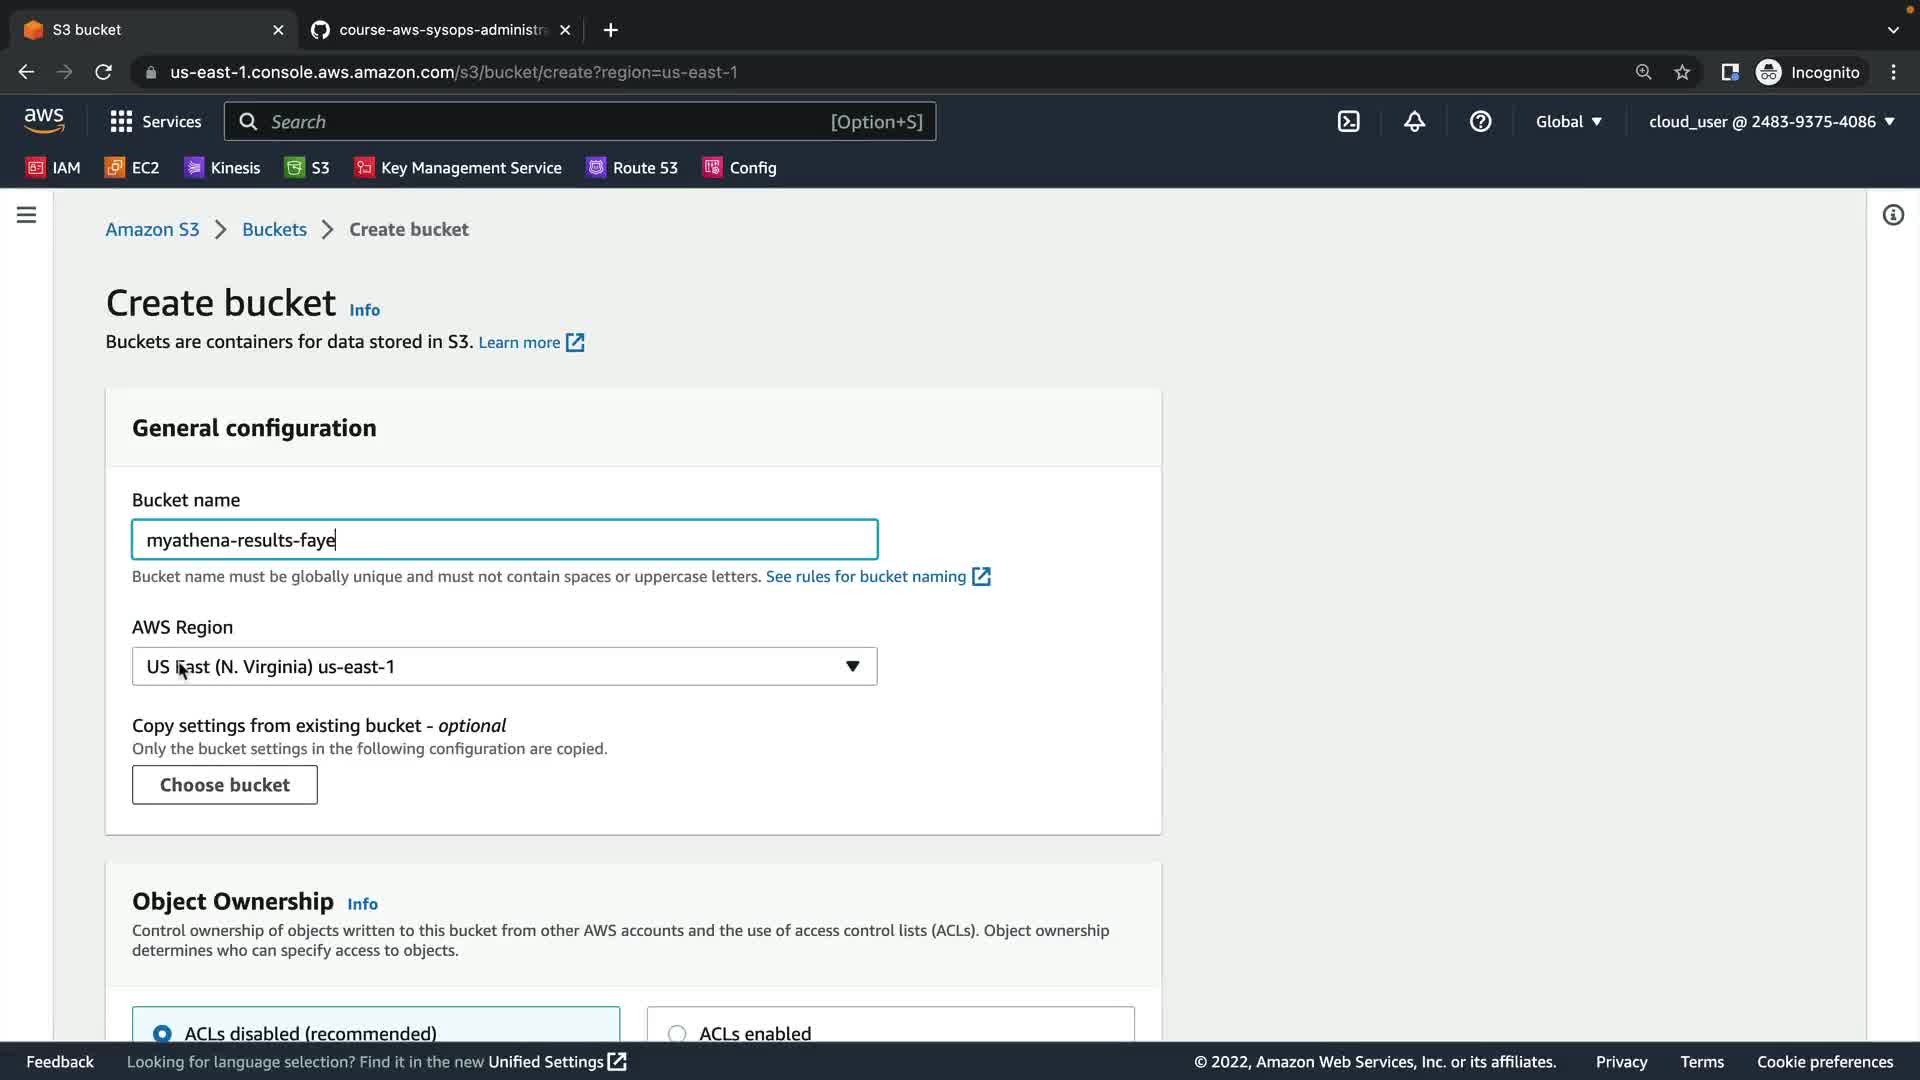 S3 bucket
course-aws-sysops-administr
us-east-1.console.aws.amazon.com/s3/bucket/create?region=us-east-1
Incognito
aws
Services
Search
[Option+S]
Global
cloud_user @ 2483-9375-4086
IAM
EC2
Kinesis
S3
Key Management Service
Route 53
Config
Amazon S3
Buckets
Create bucket
Create bucket Info
Buckets are containers for data stored in S3. Learn more
General configuration
Bucket name
myathena-results-faye
Bucket name must be globally unique and must not contain spaces or uppercase letters. See rules for bucket naming
AWS Region
US East (N. Virginia) us-east-1
Copy settings from existing bucket - optional
Only the bucket settings in the following configuration are copied.
Choose bucket
Object Ownership Info
Control ownership of objects written to this bucket from other AWS accounts and the use of access control lists (ACLs). Object ownership
determines who can specify access to objects.
ACLs disabled (recommended)
ACLs enabled
Feedback
Looking for language selection? Find it in the new Unified Settings
© 2022, Amazon Web Services, Inc. or its affiliates.
Privacy
Terms
Cookie preferences